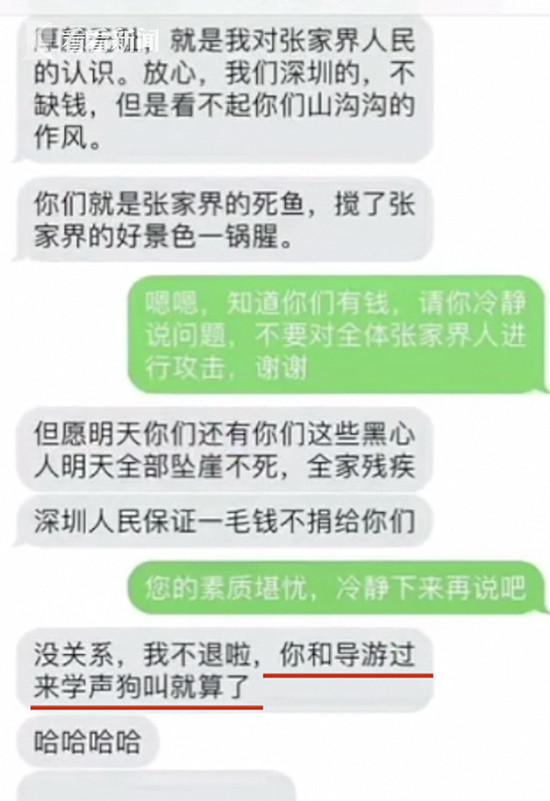 看看新闻
，就是我对张家界人民
的认识。放心，我们深圳的，不
缺钱，但是看不起你们山沟沟的
作风。
你们就是张家界的死鱼，搅了张
家界的好景色一锅腥。
嗯嗯，知道你们有钱，请你冷静
说问题，不要对全体张家界人进
行攻击，谢谢
但愿明天你们还有你们这些黑心
人明天全部坠崖不死，全家残疾
深圳人民保证一毛钱不捐给你们
您的素质堪忧，冷静下来再说吧
没关系，我不退啦，你和导游过
来学声狗叫就算了
哈哈哈哈